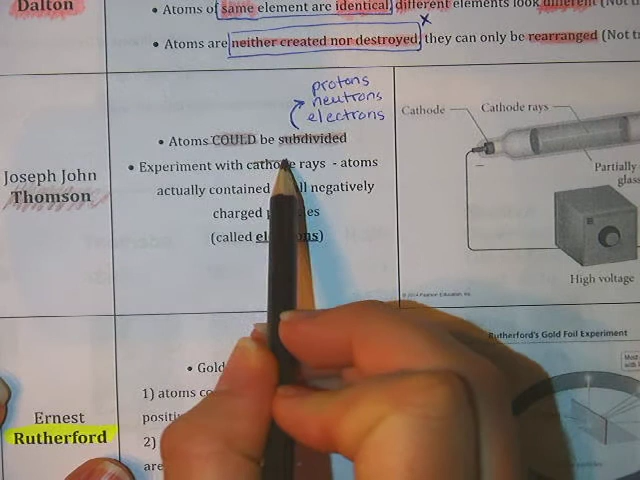 Dalton
• Atoms of same element are identical, different elements look different (Not
• Atoms are neither created nor destroyed, they can only be rearranged (Not
x
protons
neutrons
electrons
Joseph John
Thomson
• Atoms COULD be subdivided
• Experiment with cathode rays - atoms
actually contained negatively
charged
(called
Cathode
Cathode rays
Partially
High voltage
Ernest
Rutherford
• Gold
1) atoms
2)
are
Rutherford's Gold Foil Experiment
Most